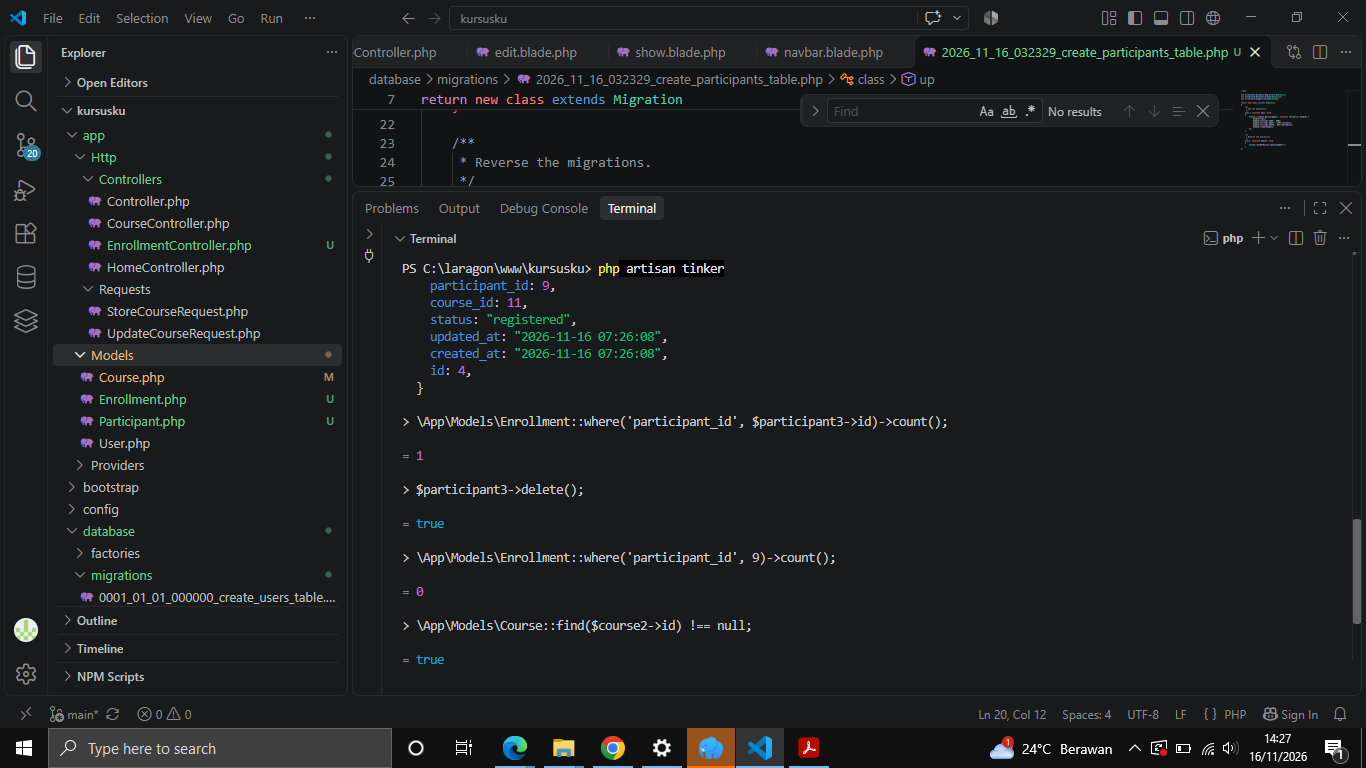 File Edit Selection View Go Run ··· kursusku
Explorer ···
Open Editors
kursusku
app
Http
Controllers
Controller.php
CourseController.php
EnrollmentController.php U
HomeController.php
Requests
StoreCourseRequest.php
UpdateCourseRequest.php
Models
Course.php M
Enrollment.php U
Participant.php U
User.php
Providers
bootstrap
config
database
factories
migrations
0001_01_01_000000_create_users_table....
Outline
Timeline
NPM Scripts
20
Controller.php edit.blade.php show.blade.php navbar.blade.php 2026_11_16_032329_create_participants_table.php U
database > migrations > 2026_11_16_032329_create_participants_table.php > class > up
7 return new class extends Migration
22
23 /**
24 * Reverse the migrations.
25 */
Find Aa ab .* No results
Problems Output Debug Console Terminal
Terminal php
PS C:\laragon\www\kursusku> php artisan tinker
participant_id: 9,
course_id: 11,
status: "registered",
updated_at: "2026-11-16 07:26:08",
created_at: "2026-11-16 07:26:08",
id: 4,
}
> \App\Models\Enrollment::where('participant_id', $participant3->id)->count();
= 1
> $participant3->delete();
= true
> \App\Models\Enrollment::where('participant_id', 9)->count();
= 0
> \App\Models\Course::find($course2->id) !== null;
= true
main* 0 0 Ln 20, Col 12 Spaces: 4 UTF-8 LF { } PHP Sign In
Type here to search 1 24°C Berawan 14:27
16/11/2026 1